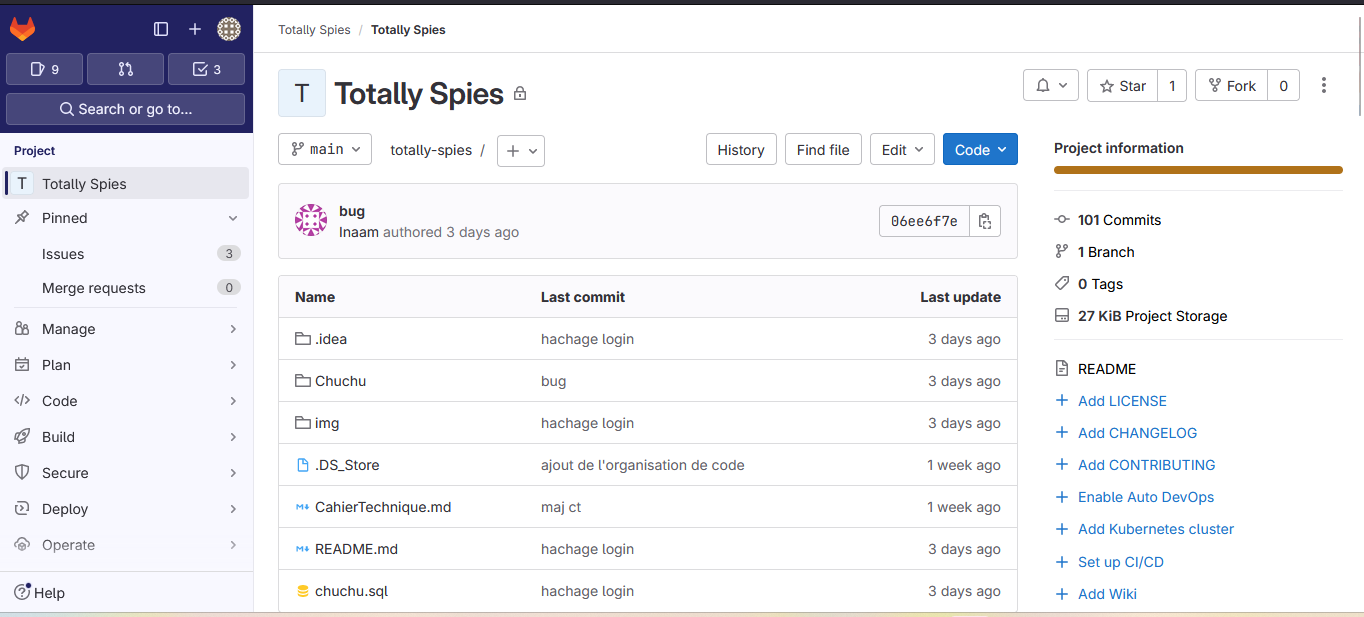 Totally Spies / Totally Spies
9
3
Search or go to...
Project
T Totally Spies
Pinned
Issues 3
Merge requests 0
Manage
Plan
Code
Build
Secure
Deploy
Operate
Help
T Totally Spies
Star 1
Fork 0
main
totally-spies /
History
Find file
Edit
Code
bug
Inaam authored 3 days ago
06ee6f7e
Name Last commit Last update
.idea hachage login 3 days ago
Chuchu bug 3 days ago
img hachage login 3 days ago
.DS_Store ajout de l'organisation de code 1 week ago
CahierTechnique.md maj ct 1 week ago
README.md hachage login 3 days ago
chuchu.sql hachage login 3 days ago
Project information
101 Commits
1 Branch
0 Tags
27 KiB Project Storage
README
Add LICENSE
Add CHANGELOG
Add CONTRIBUTING
Enable Auto DevOps
Add Kubernetes cluster
Set up CI/CD
Add Wiki